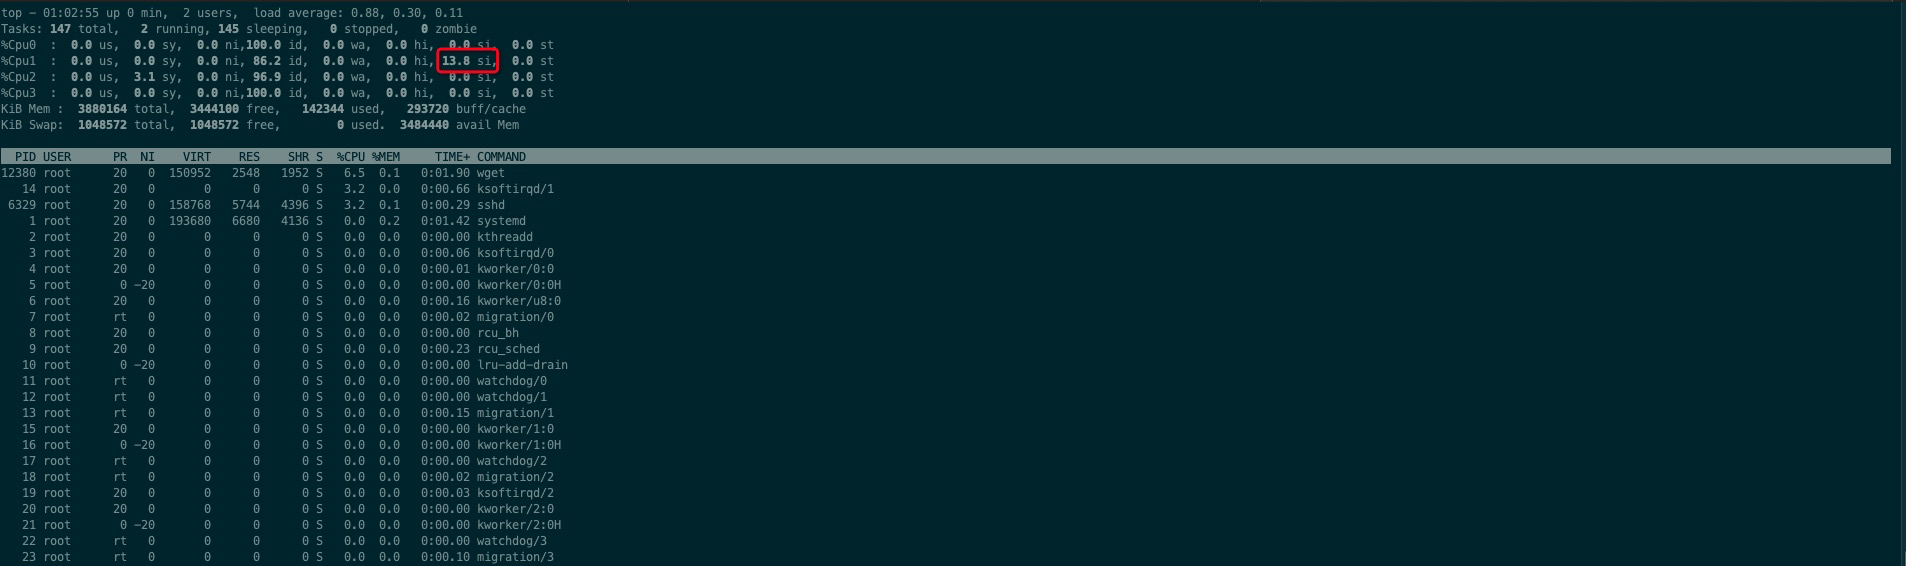 top - 01:02:55 up 0 min,  2 users,  load average: 0.88, 0.30, 0.11
Tasks: 147 total,   2 running, 145 sleeping,   0 stopped,   0 zombie
%Cpu0  :  0.0 us,  0.0 sy,  0.0 ni,100.0 id,  0.0 wa,  0.0 hi,  0.0 si,  0.0 st
%Cpu1  :  0.0 us,  0.0 sy,  0.0 ni, 86.2 id,  0.0 wa,  0.0 hi, 13.8 si,  0.0 st
%Cpu2  :  0.0 us,  3.1 sy,  0.0 ni, 96.9 id,  0.0 wa,  0.0 hi,  0.0 si,  0.0 st
%Cpu3  :  0.0 us,  0.0 sy,  0.0 ni,100.0 id,  0.0 wa,  0.0 hi,  0.0 si,  0.0 st
KiB Mem :  3880164 total,  3444100 free,   142344 used,   293720 buff/cache
KiB Swap:  1048572 total,  1048572 free,        0 used.  3484440 avail Mem
  PID USER      PR  NI    VIRT    RES    SHR S  %CPU %MEM     TIME+ COMMAND
12380 root      20   0  150952   2548   1952 S   6.5  0.1   0:01.90 wget
   14 root      20   0       0      0      0 S   3.2  0.0   0:00.66 ksoftirqd/1
 6329 root      20   0  158768   5744   4396 S   3.2  0.1   0:00.29 sshd
    1 root      20   0  193680   6680   4136 S   0.0  0.2   0:01.42 systemd
    2 root      20   0       0      0      0 S   0.0  0.0   0:00.00 kthreadd
    3 root      20   0       0      0      0 S   0.0  0.0   0:00.06 ksoftirqd/0
    4 root      20   0       0      0      0 S   0.0  0.0   0:00.01 kworker/0:0
    5 root       0 -20       0      0      0 S   0.0  0.0   0:00.00 kworker/0:0H
    6 root      20   0       0      0      0 S   0.0  0.0   0:00.16 kworker/u8:0
    7 root      rt   0       0      0      0 S   0.0  0.0   0:00.02 migration/0
    8 root      20   0       0      0      0 S   0.0  0.0   0:00.00 rcu_bh
    9 root      20   0       0      0      0 S   0.0  0.0   0:00.23 rcu_sched
   10 root       0 -20       0      0      0 S   0.0  0.0   0:00.00 lru-add-drain
   11 root      rt   0       0      0      0 S   0.0  0.0   0:00.00 watchdog/0
   12 root      rt   0       0      0      0 S   0.0  0.0   0:00.00 watchdog/1
   13 root      rt   0       0      0      0 S   0.0  0.0   0:00.15 migration/1
   15 root      20   0       0      0      0 S   0.0  0.0   0:00.00 kworker/1:0
   16 root       0 -20       0      0      0 S   0.0  0.0   0:00.00 kworker/1:0H
   17 root      rt   0       0      0      0 S   0.0  0.0   0:00.00 watchdog/2
   18 root      rt   0       0      0      0 S   0.0  0.0   0:00.02 migration/2
   19 root      20   0       0      0      0 S   0.0  0.0   0:00.03 ksoftirqd/2
   20 root      20   0       0      0      0 S   0.0  0.0   0:00.00 kworker/2:0
   21 root       0 -20       0      0      0 S   0.0  0.0   0:00.00 kworker/2:0H
   22 root      rt   0       0      0      0 S   0.0  0.0   0:00.00 watchdog/3
   23 root      rt   0       0      0      0 S   0.0  0.0   0:00.10 migration/3